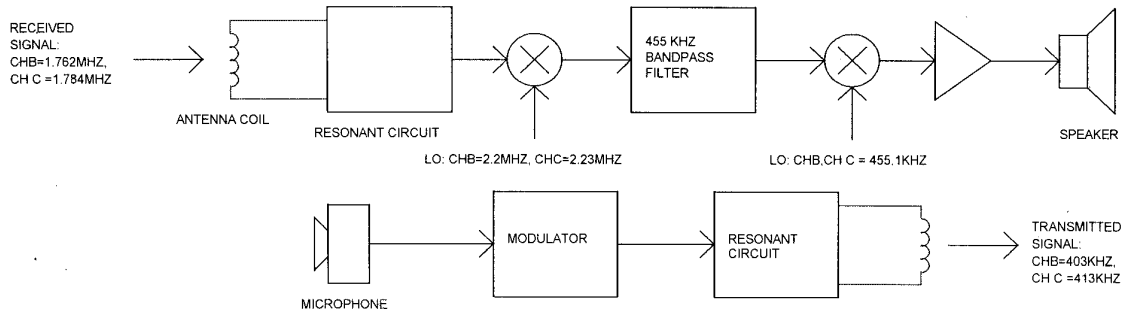 RECEIVED
SIGNAL:
CHB=1.762MHZ,
CH C =1.784MHZ
ANTENNA COIL
RESONANT CIRCUIT
LO: CHB=2.2MHZ, CHC=2.23MHZ
455 KHZ
BANDPASS
FILTER
LO: CHB,CH C = 455.1KHZ
SPEAKER
MICROPHONE
MODULATOR
RESONANT
CIRCUIT
TRANSMITTED
SIGNAL:
CHB=403KHZ,
CH C =413KHZ